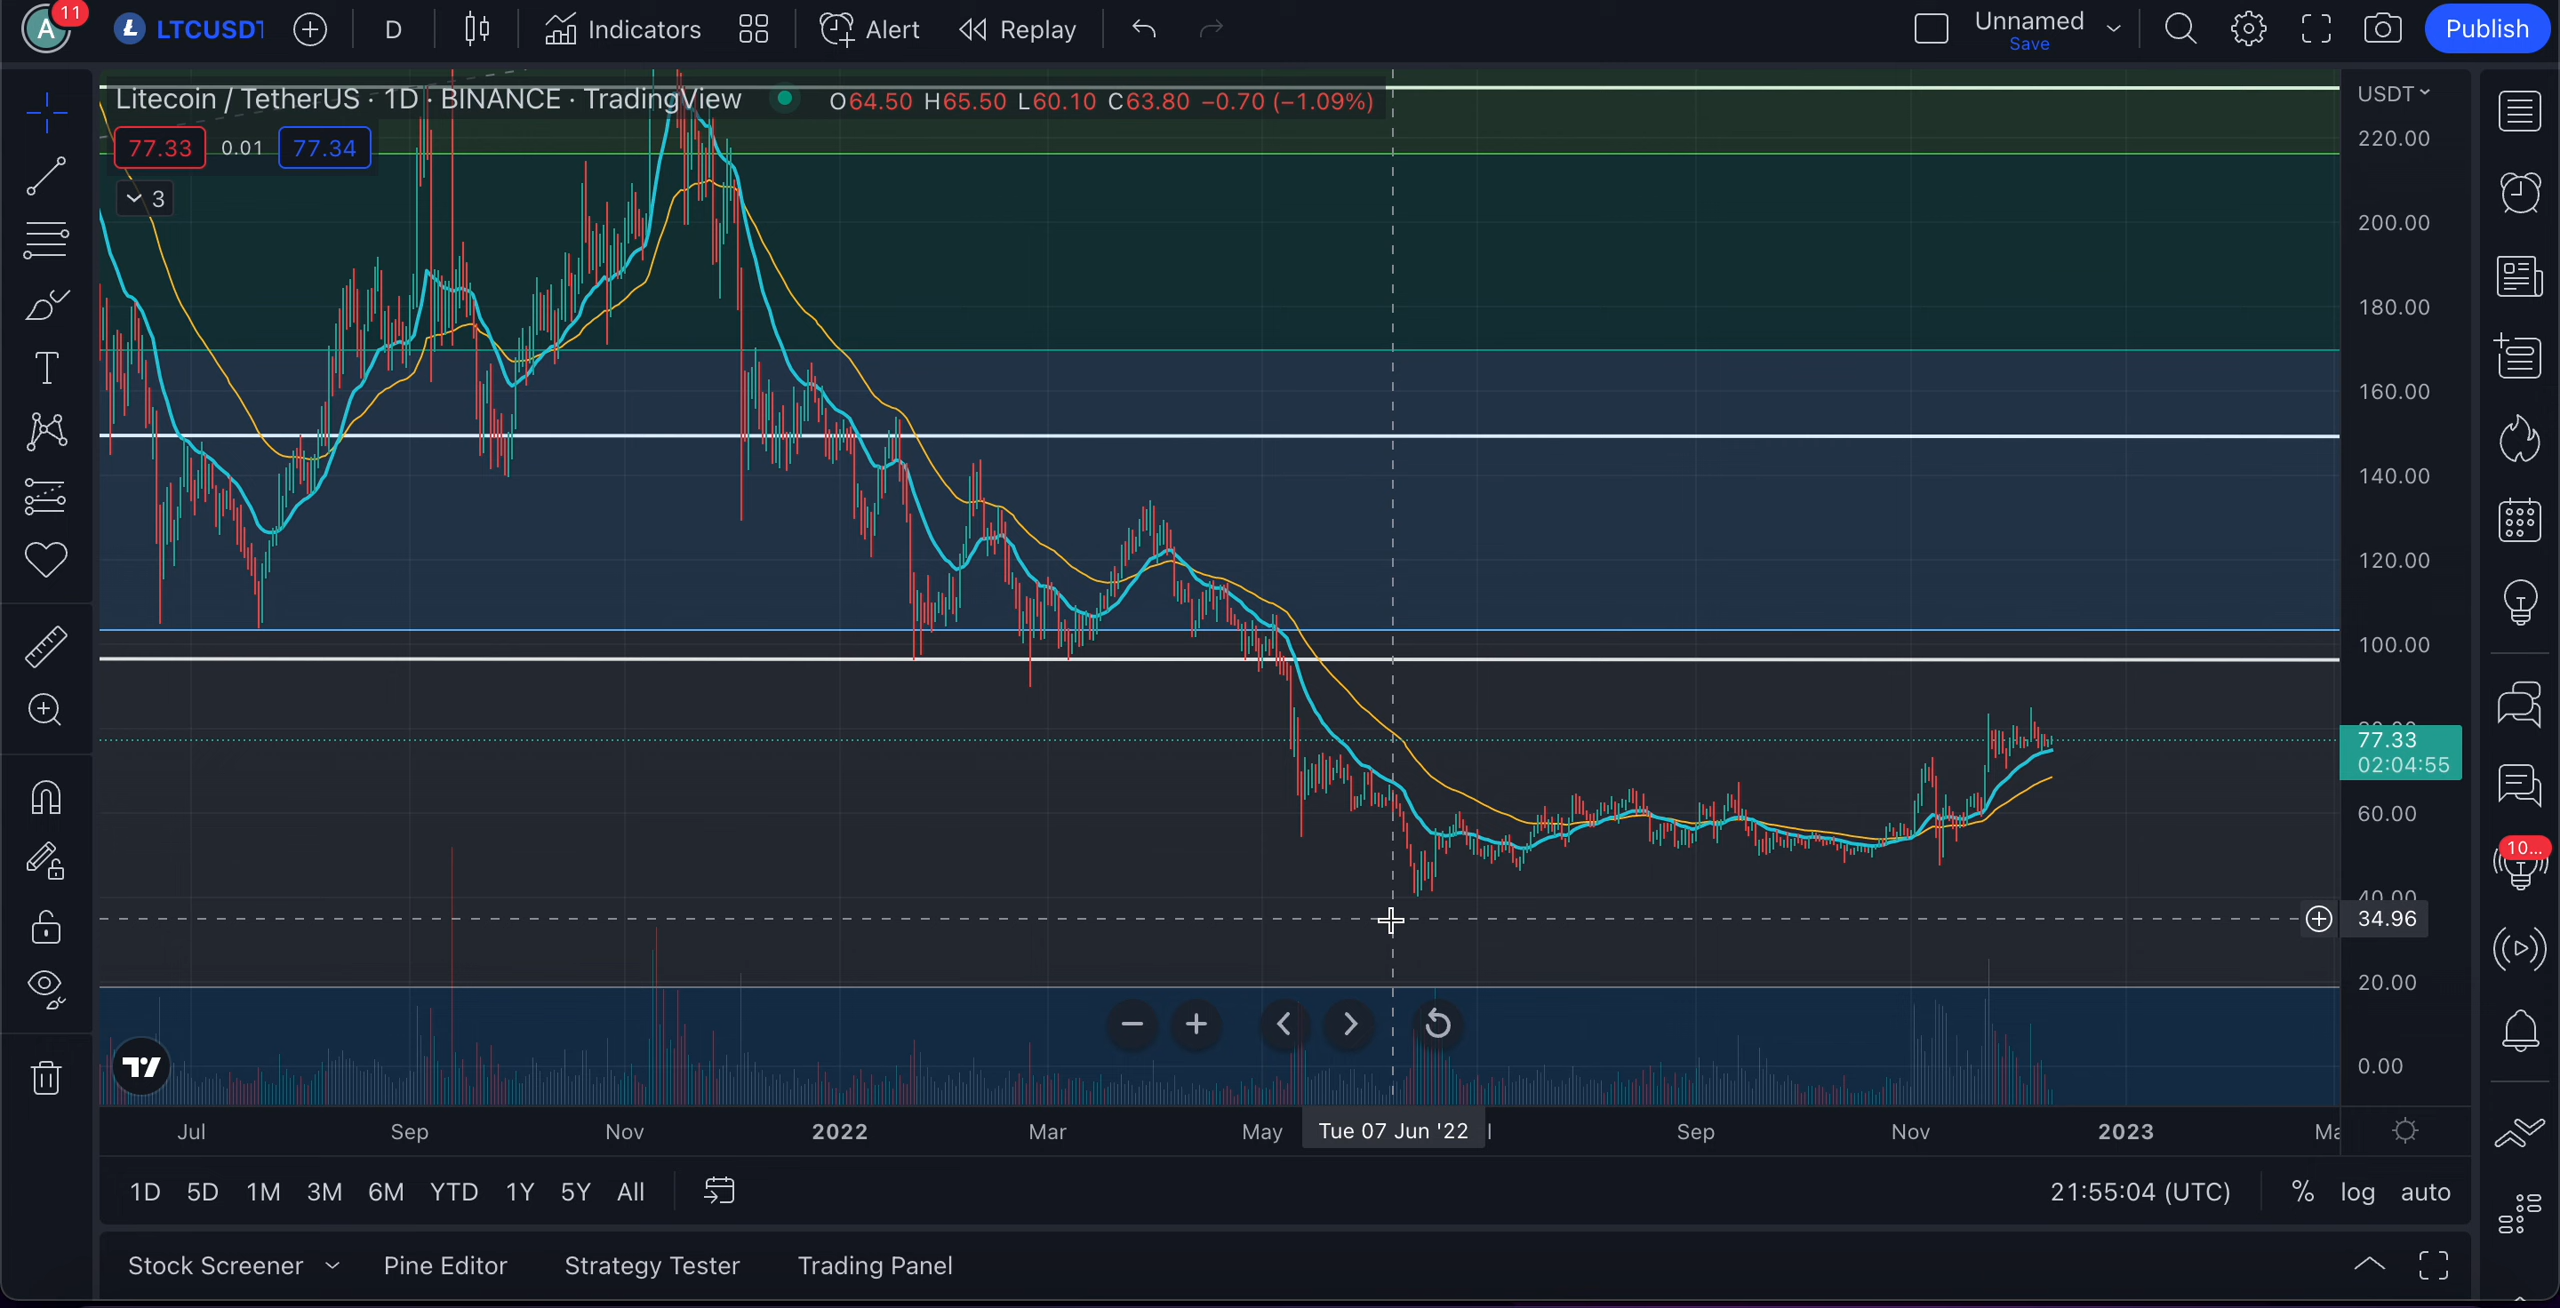 A 11 LTCUSDT D Indicators Alert Replay Unnamed Save Publish
Litecoin / TetherUS · 1D · BINANCE · TradingView O64.50 H65.50 L60.10 C63.80 −0.70 (−1.09%)
77.33 0.01 77.34
3
USDT
220.00
200.00
180.00
160.00
140.00
120.00
100.00
80.00
77.33
02:04:55
60.00
40.00
34.96
20.00
0.00
10...
Jul Sep Nov 2022 Mar May Tue 07 Jun '22 Sep Nov 2023
1D 5D 1M 3M 6M YTD 1Y 5Y All 21:55:04 (UTC) % log auto
Stock Screener Pine Editor Strategy Tester Trading Panel